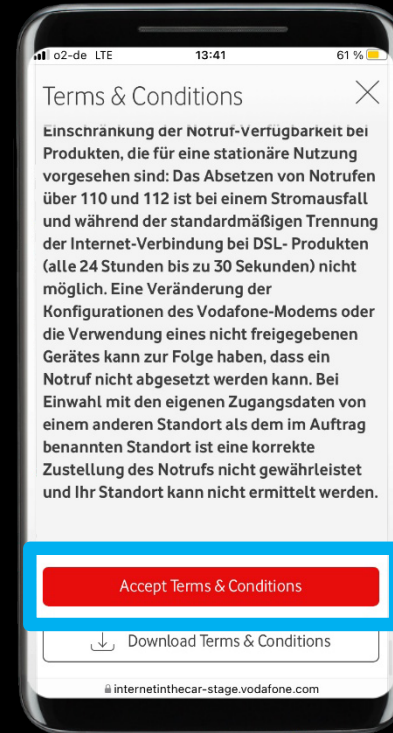 o2-de LTE 13:41 61 %
Terms & Conditions
Einschränkung der Notruf-Verfügbarkeit bei
Produkten, die für eine stationäre Nutzung
vorgesehen sind: Das Absetzen von Notrufen
über 110 und 112 ist bei einem Stromausfall
und während der standardmäßigen Trennung
der Internet-Verbindung bei DSL- Produkten
(alle 24 Stunden bis zu 30 Sekunden) nicht
möglich. Eine Veränderung der
Konfigurationen des Vodafone-Modems oder
die Verwendung eines nicht freigegebenen
Gerätes kann zur Folge haben, dass ein
Notruf nicht abgesetzt werden kann. Bei
Einwahl mit den eigenen Zugangsdaten von
einem anderen Standort als dem im Auftrag
benannten Standort ist eine korrekte
Zustellung des Notrufs nicht gewährleistet
und Ihr Standort kann nicht ermittelt werden.
Accept Terms & Conditions
Download Terms & Conditions
internetinthecar-stage.vodafone.com